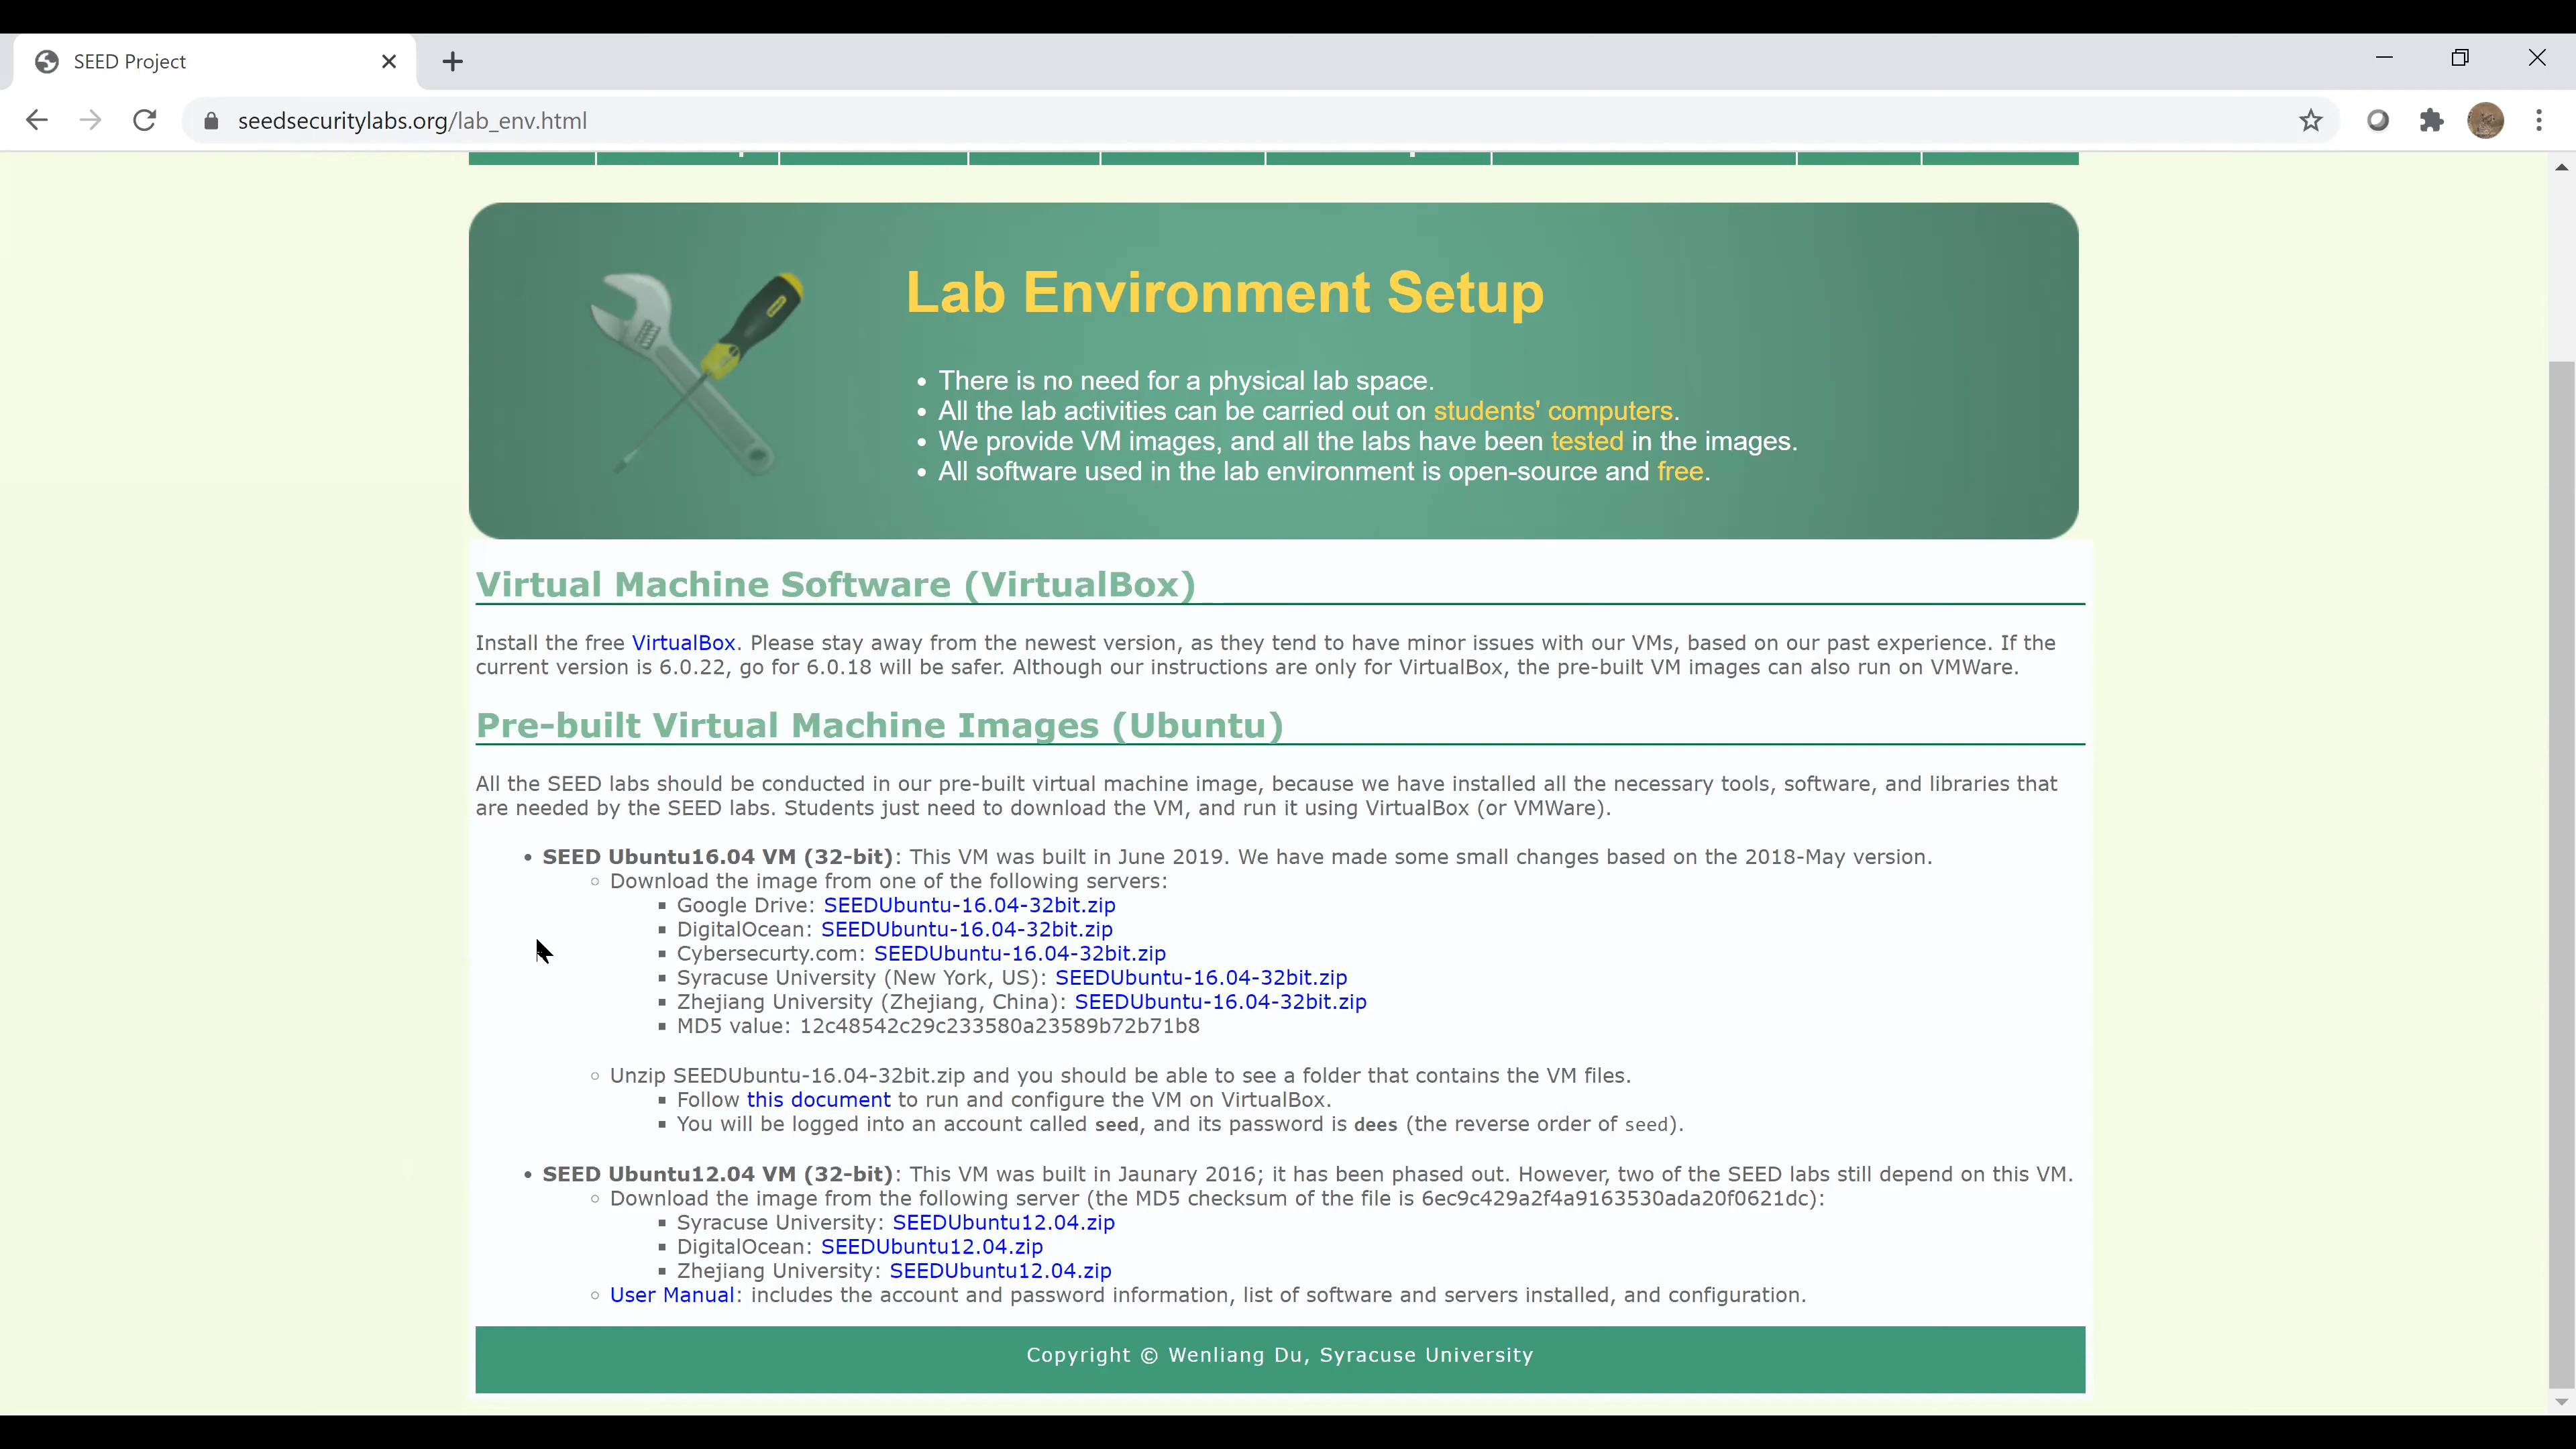 SEED Project
seedsecuritylabs.org/lab_env.html
Lab Environment Setup
• There is no need for a physical lab space.
• All the lab activities can be carried out on students' computers.
• We provide VM images, and all the labs have been tested in the images.
• All software used in the lab environment is open-source and free.
Virtual Machine Software (VirtualBox)
Install the free VirtualBox. Please stay away from the newest version, as they tend to have minor issues with our VMs, based on our past experience. If the
current version is 6.0.22, go for 6.0.18 will be safer. Although our instructions are only for VirtualBox, the pre-built VM images can also run on VMWare.
Pre-built Virtual Machine Images (Ubuntu)
All the SEED labs should be conducted in our pre-built virtual machine image, because we have installed all the necessary tools, software, and libraries that
are needed by the SEED labs. Students just need to download the VM, and run it using VirtualBox (or VMWare).
• SEED Ubuntu16.04 VM (32-bit): This VM was built in June 2019. We have made some small changes based on the 2018-May version.
○ Download the image from one of the following servers:
▪ Google Drive: SEEDUbuntu-16.04-32bit.zip
▪ DigitalOcean: SEEDUbuntu-16.04-32bit.zip
▪ Cybersecurty.com: SEEDUbuntu-16.04-32bit.zip
▪ Syracuse University (New York, US): SEEDUbuntu-16.04-32bit.zip
▪ Zhejiang University (Zhejiang, China): SEEDUbuntu-16.04-32bit.zip
▪ MD5 value: 12c48542c29c233580a23589b72b71b8
○ Unzip SEEDUbuntu-16.04-32bit.zip and you should be able to see a folder that contains the VM files.
▪ Follow this document to run and configure the VM on VirtualBox.
▪ You will be logged into an account called seed, and its password is dees (the reverse order of seed).
• SEED Ubuntu12.04 VM (32-bit): This VM was built in Jaunary 2016; it has been phased out. However, two of the SEED labs still depend on this VM.
○ Download the image from the following server (the MD5 checksum of the file is 6ec9c429a2f4a9163530ada20f0621dc):
▪ Syracuse University: SEEDUbuntu12.04.zip
▪ DigitalOcean: SEEDUbuntu12.04.zip
▪ Zhejiang University: SEEDUbuntu12.04.zip
○ User Manual: includes the account and password information, list of software and servers installed, and configuration.
Copyright © Wenliang Du, Syracuse University